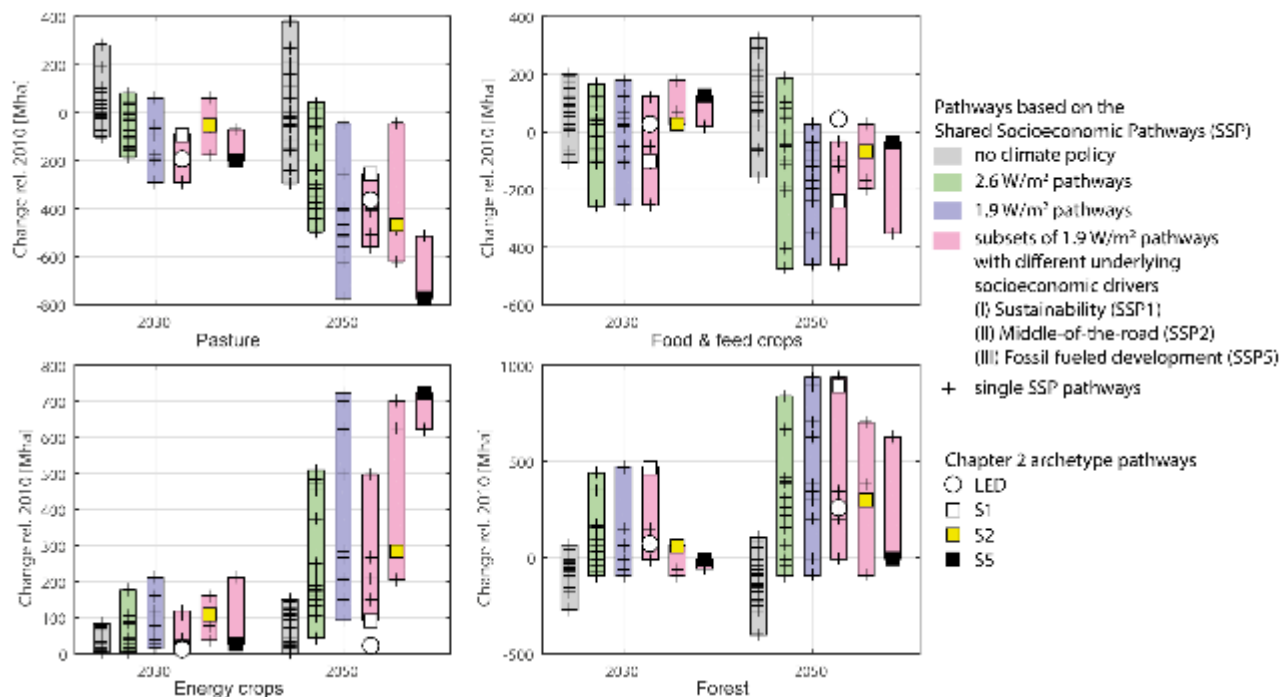 Change rel. 2010 [Mha]
400
200
0
200
400
600
-800
2030
2050
Pasture
Change rel. 2010 [Mha]
400
200
0
-200
-400
-600
2030
2050
Food & feed crops
Change rel. 2010 [Mha]
800
700
600
500
400
300
200
100
0
2030
2050
Energy crops
Change rel. 2010 [Mha]
1000
500
0
-500
2030
2050
Forest
Pathways based on the
Shared Socioeconomic Pathways (SSP)
no climate policy
2.6 W/m² pathways
1.9 W/m² pathways
subsets of 1.9 W/m² pathways
with different underlying
socioeconomic drivers
(I) Sustainability (SSP1)
(II) Middle-of-the-road (SSP2)
(III) Fossil fueled development (SSP5)
+ single SSP pathways
Chapter 2 archetype pathways
LED
S1
S2
S5